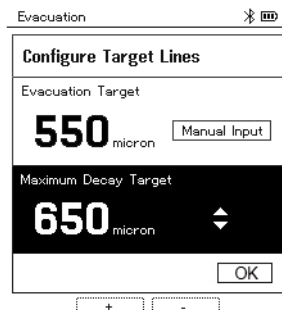 Evacuation
Configure Target Lines
Evacuation Target
550 micron
Manual Input
Maximum Decay Target
650 micron
OK
+ -